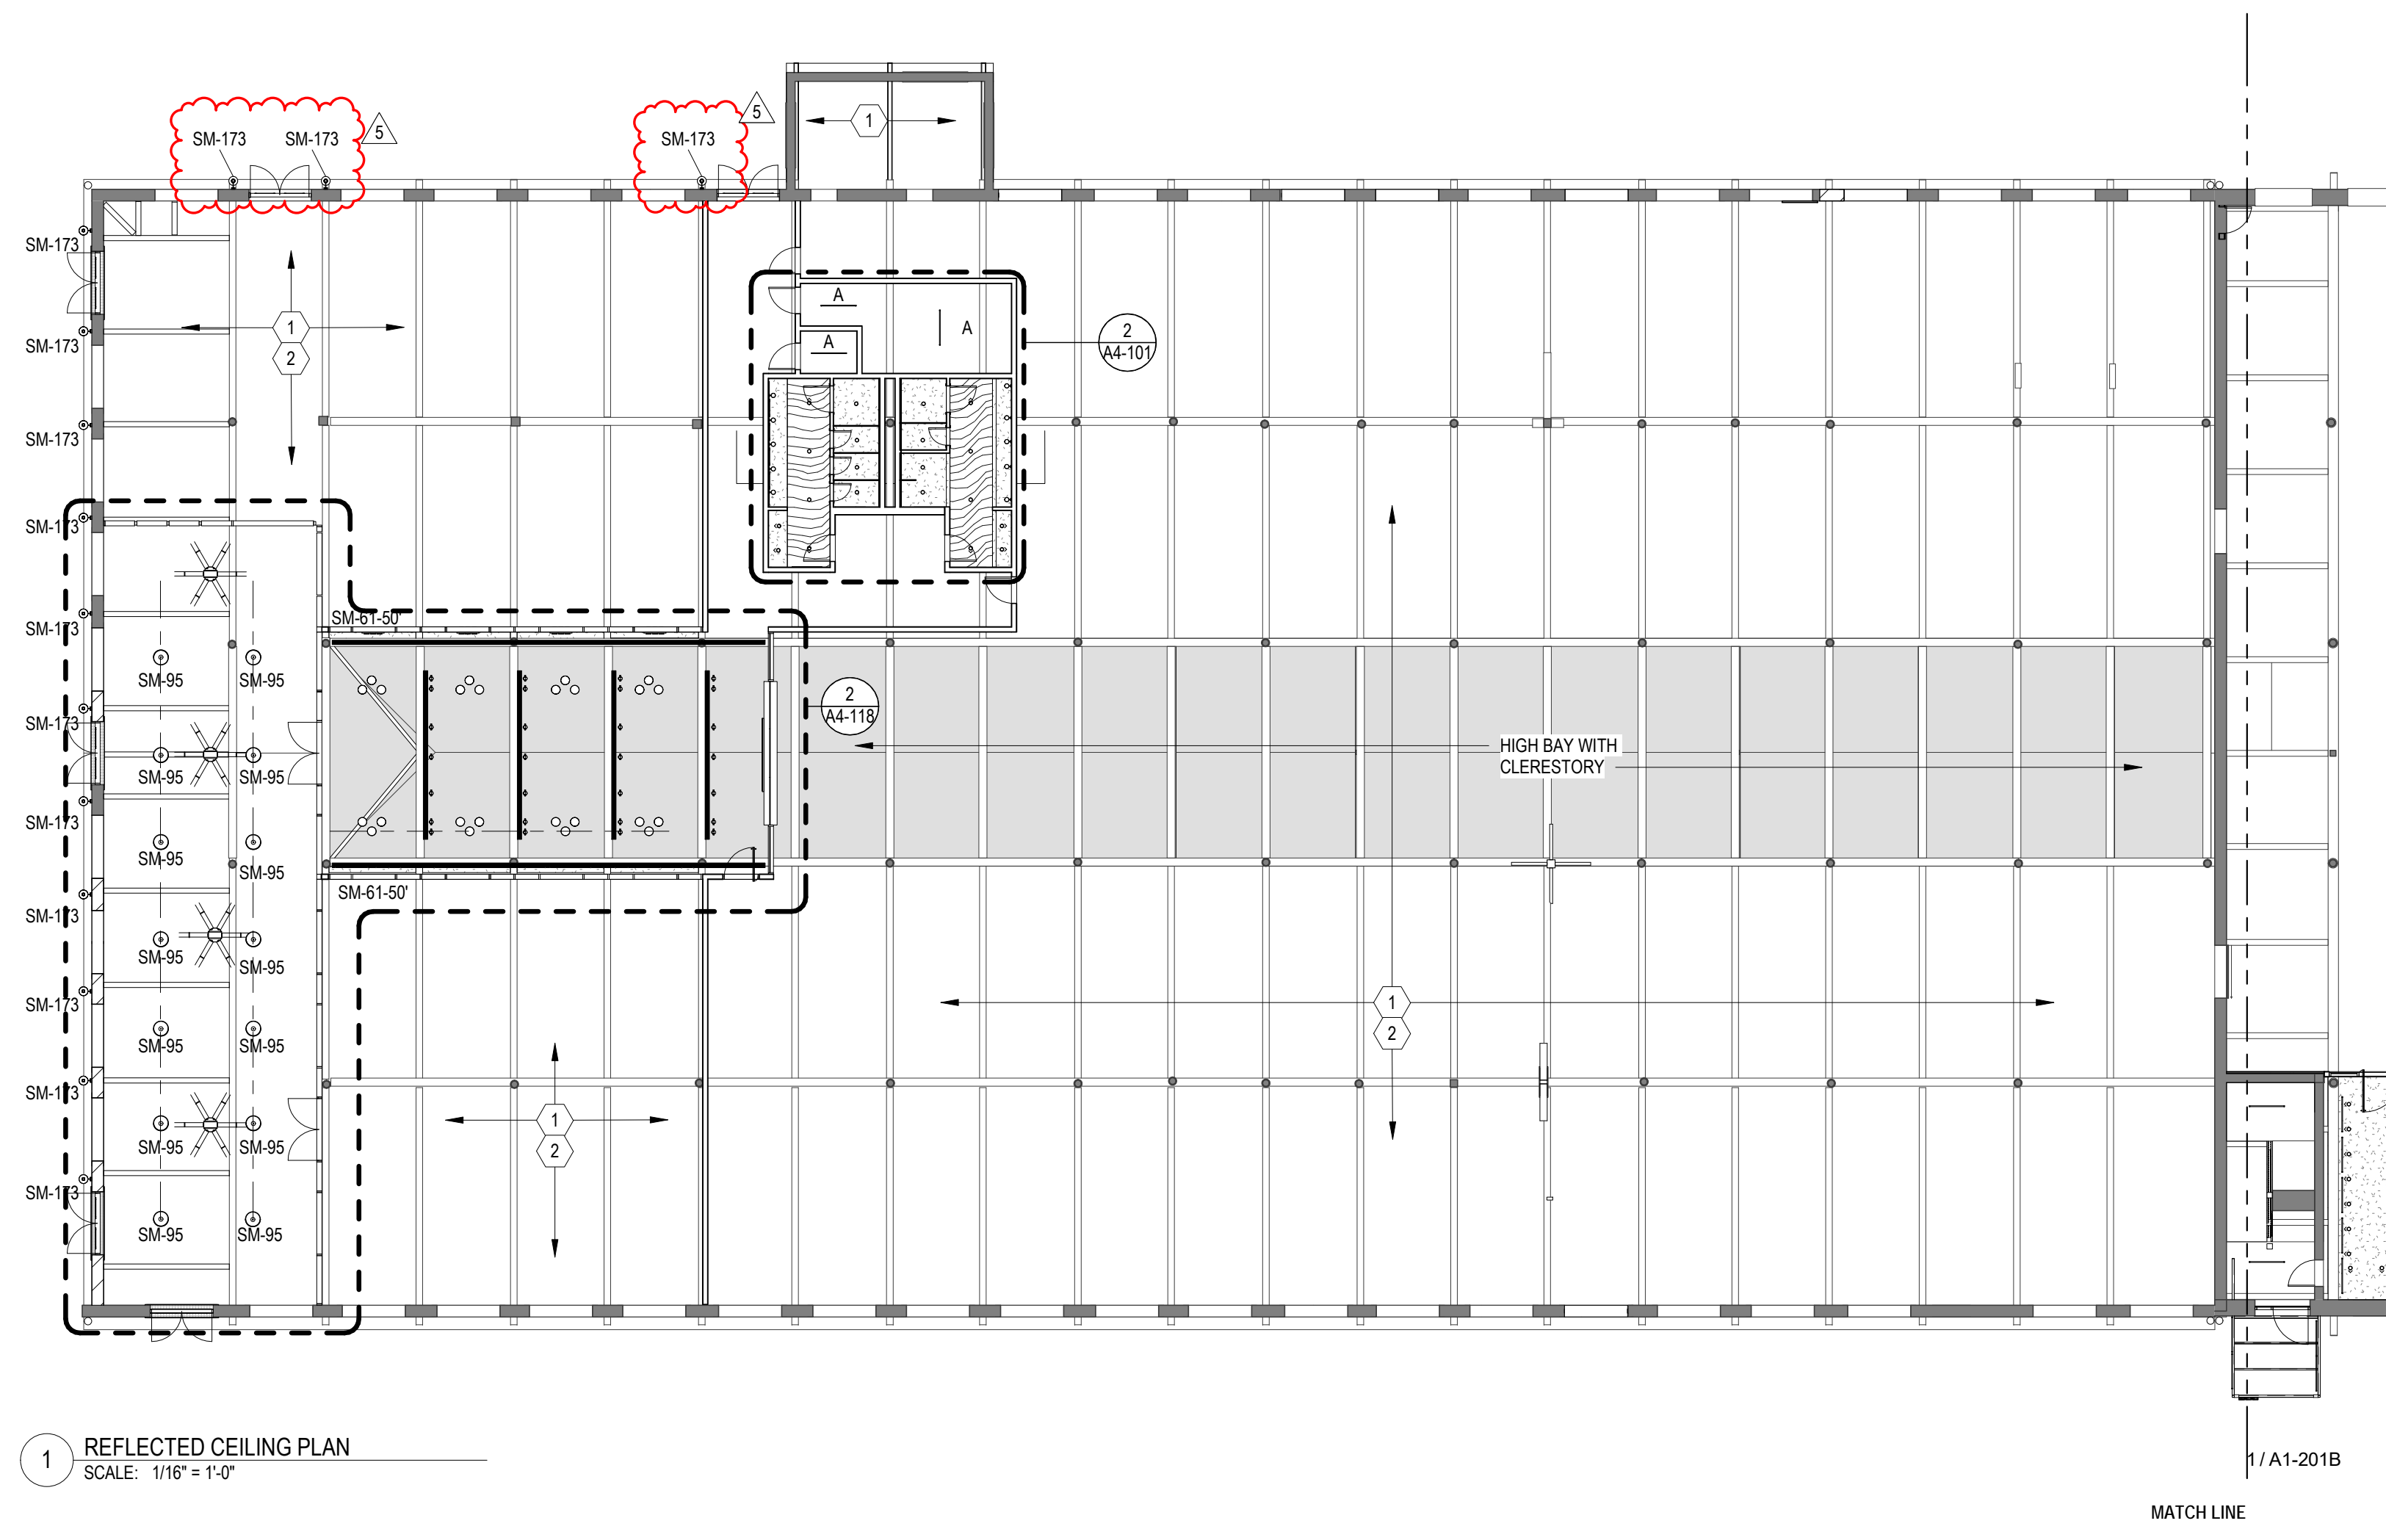 5
5
SM-173 SM-173
SM-173
1
SM-173
A
A
A
1
2
2
A4-101
SM-173
SM-173
SM-173
SM-61-50'
SM-173
SM-95 SM-95
2
A4-118
SM-173
HIGH BAY WITH
CLERESTORY
SM-95 SM-95
SM-173
SM-95 SM-95
SM-61-50'
SM-173
SM-95 SM-95
SM-173
1
2
SM-95 SM-95
SM-173
1
2
SM-95 SM-95
SM-173
SM-95 SM-95
1
REFLECTED CEILING PLAN
SCALE: 1/16" = 1'-0"
1 / A1-201B
MATCH LINE